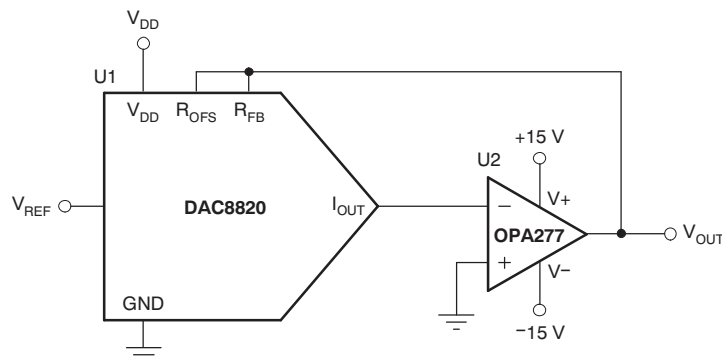 V_DD
U1
V_DD R_OFS R_FB
+15 V
U2
V_REF
DAC8820
I_OUT
−
V+
OPA277
V_OUT
+
V−
GND
−15 V